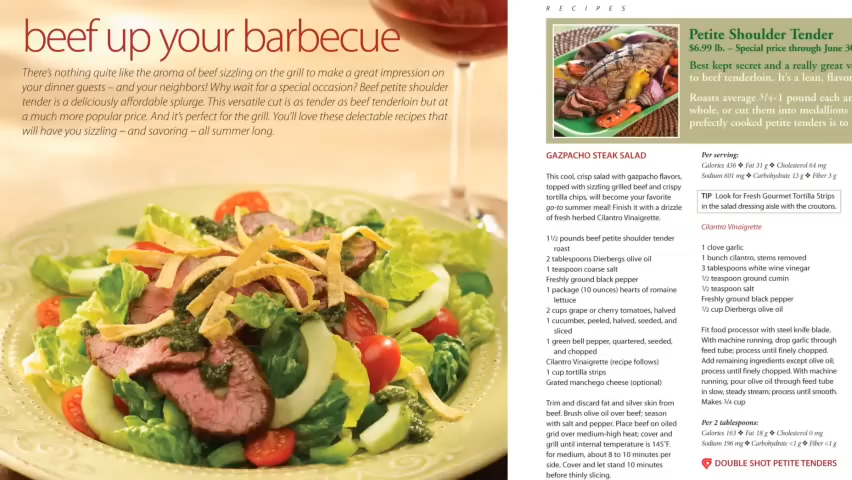 beef up your barbecue
There's nothing quite like the aroma of beef sizzling on the grill to make a great impression on
your dinner guests – and your neighbors! Why wait for a special occasion? Beef petite shoulder
tender is a deliciously affordable splurge. This versatile cut is as tender as beef tenderloin but at
a much more popular price. And it's perfect for the grill. You'll love these delectable recipes that
will have you sizzling – and savoring – all summer long.
RECIPES
Petite Shoulder Tender
$6.99 lb. – Special price through June 30
Best kept secret and a really great
to beef tenderloin. It's a lean,
Roasts average 3/4-1 pound each
whole, or cut them into medallions
perfectly cooked petite tenders is to
GAZPACHO STEAK SALAD
This cool, crisp salad with gazpacho flavors,
topped with sizzling grilled beef and crispy
tortilla chips, will become your favorite
go-to summer meal! Finish it with a drizzle
of fresh herbed Cilantro Vinaigrette.
1½ pounds beef petite shoulder tender
roast
2 tablespoons Dierbergs olive oil
1 teaspoon coarse salt
Freshly ground black pepper
1 package (10 ounces) hearts of romaine
lettuce
2 cups grape or cherry tomatoes, halved
1 cucumber, peeled, halved, seeded, and
sliced
1 green bell pepper, quartered, seeded,
and chopped
Cilantro Vinaigrette (recipe follows)
1 cup tortilla strips
Grated manchego cheese (optional)
Trim and discard fat and silver skin from
beef. Brush olive oil over beef; season
with salt and pepper. Place beef on oiled
grid over medium-high heat; cover and
grill until internal temperature is 145°F.
for medium, about 8 to 10 minutes per
side. Cover and let stand 10 minutes
before thinly slicing.
Per serving:
Calories 436 ❖ Fat 31 g ❖ Cholesterol 64 mg
Sodium 601 mg ❖ Carbohydrate 13 g ❖ Fiber 3 g
TIP Look for Fresh Gourmet Tortilla Strips
in the salad dressing aisle with the croutons.
Cilantro Vinaigrette
1 clove garlic
1 bunch cilantro, stems removed
3 tablespoons white wine vinegar
½ teaspoon ground cumin
½ teaspoon salt
Freshly ground black pepper
½ cup Dierbergs olive oil
Fit food processor with steel knife blade.
With machine running, drop garlic through
feed tube; process until finely chopped.
Add remaining ingredients except olive oil;
process until finely chopped. With machine
running, pour olive oil through feed tube
in slow, steady stream; process until smooth.
Makes ¾ cup
Per 2 tablespoons:
Calories 163 ❖ Fat 18 g ❖ Cholesterol 0 mg
Sodium 196 mg ❖ Carbohydrate <1 g ❖ Fiber <1 g
DOUBLE SHOT PETITE TENDERS